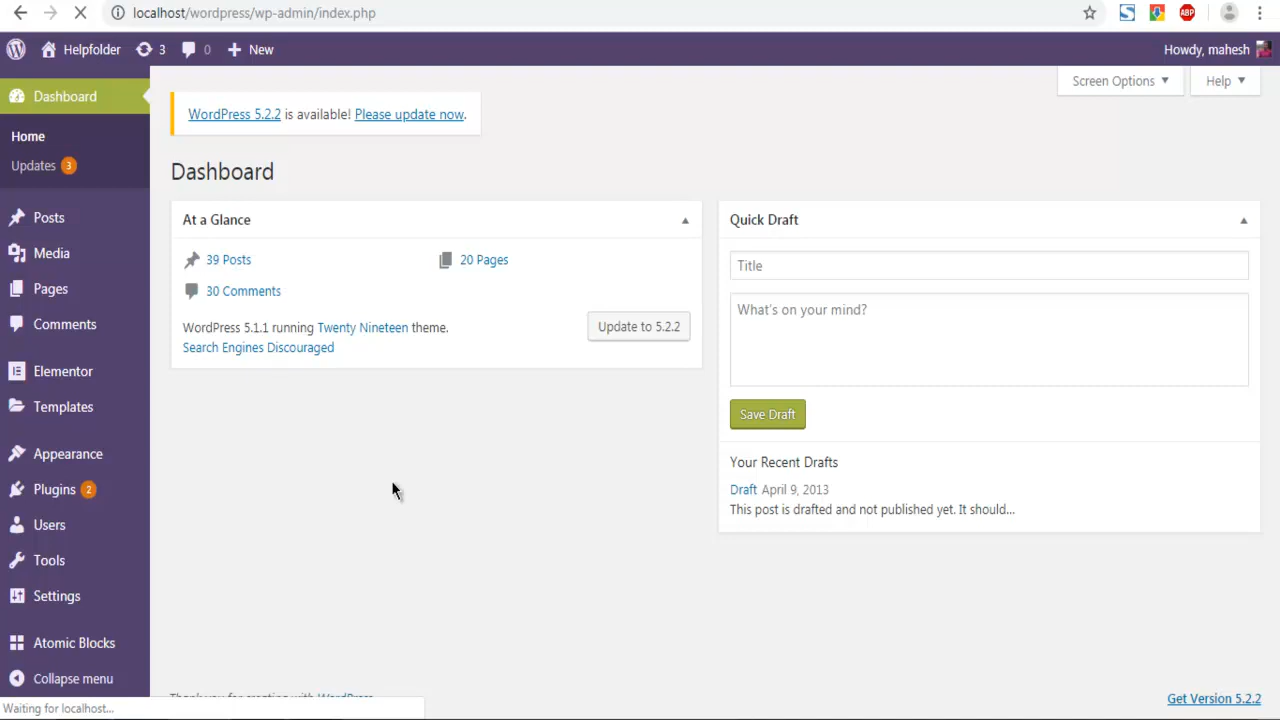 localhost/wordpress/wp-admin/index.php
ABP
Helpfolder 3 0 New
Howdy, mahesh
Screen Options
Help
Dashboard
Home
Updates 3
Posts
Media
Pages
Comments
Elementor
Templates
Appearance
Plugins 2
Users
Tools
Settings
Atomic Blocks
Collapse menu
WordPress 5.2.2 is available! Please update now.
Dashboard
At a Glance
39 Posts
20 Pages
30 Comments
WordPress 5.1.1 running Twenty Nineteen theme.
Update to 5.2.2
Search Engines Discouraged
Quick Draft
Title
What's on your mind?
Save Draft
Your Recent Drafts
Draft April 9, 2013
This post is drafted and not published yet. It should...
Thank you for creating with WordPress
Get Version 5.2.2
Waiting for localhost...